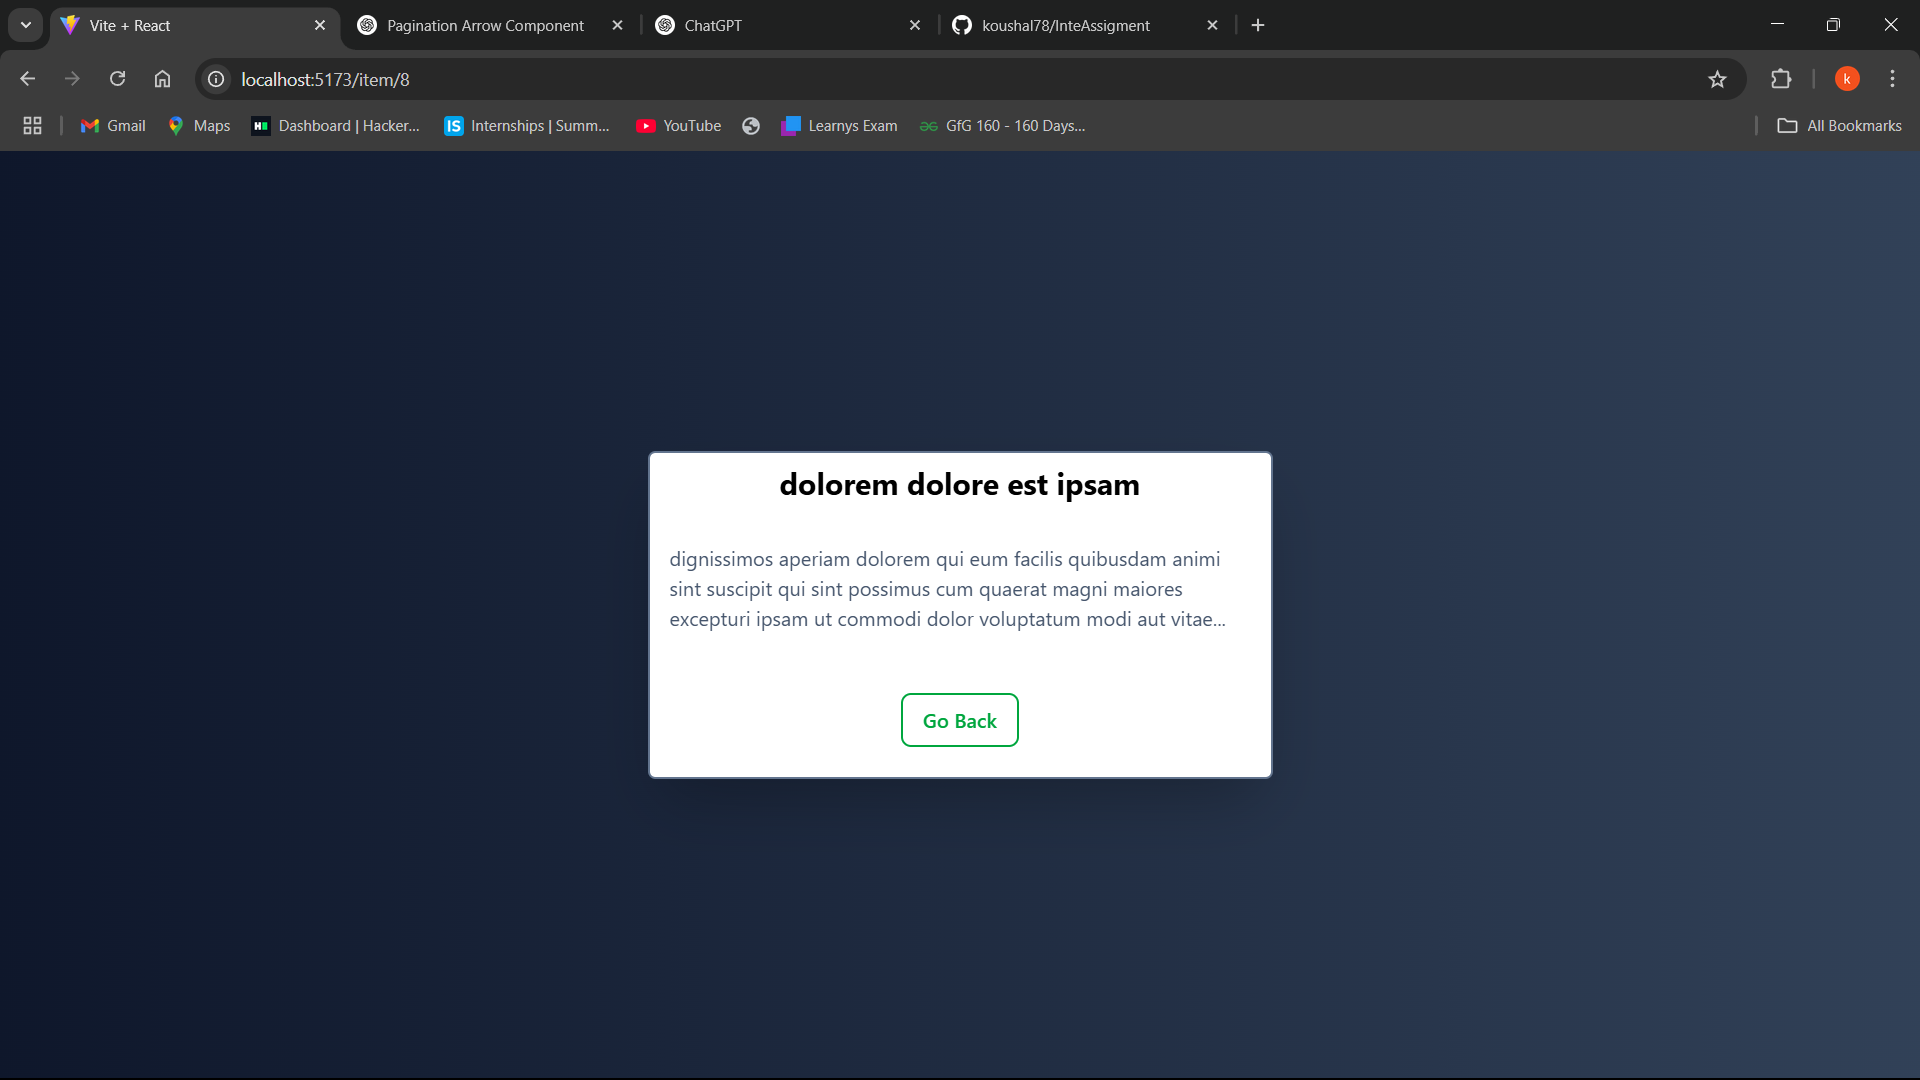 Vite + React
Pagination Arrow Component
ChatGPT
koushal78/InteAssigment
localhost:5173/item/8
k
Gmail
Maps
Dashboard | Hacker...
IS
Internships | Summ...
YouTube
Learnys Exam
GfG 160 - 160 Days...
All Bookmarks
dolorem dolore est ipsam
dignissimos aperiam dolorem qui eum facilis quibusdam animi
sint suscipit qui sint possimus cum quaerat magni maiores
excepturi ipsam ut commodi dolor voluptatum modi aut vitae...
Go Back